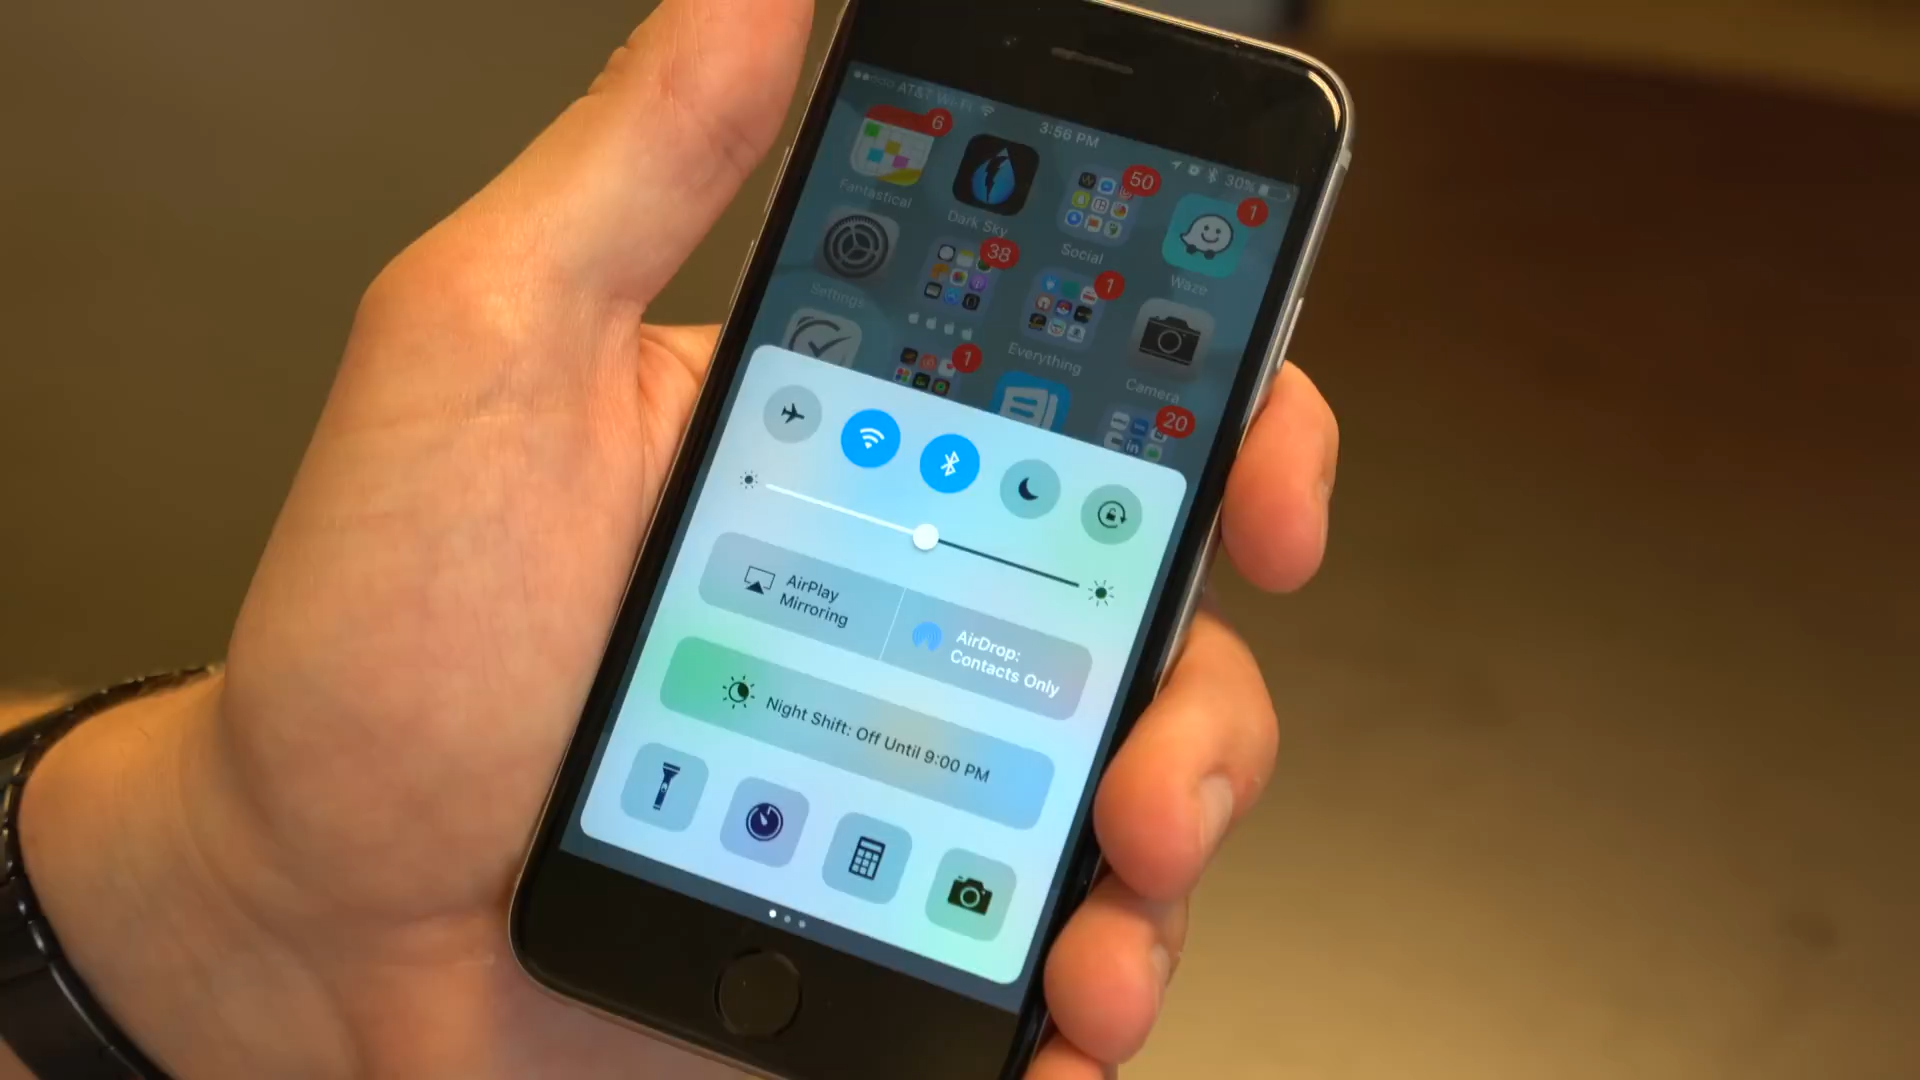 AT&T Wi-Fi
3:56 PM
30%
6
50
1
Fantastical
Dark Sky
Social
Waze
38
1
Settings
Everything
Camera
1
20
in
AirPlay
Mirroring
AirDrop:
Contacts Only
Night Shift: Off Until 9:00 PM